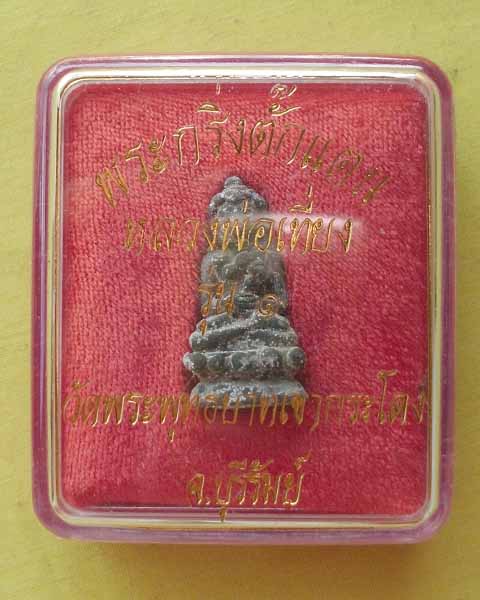 พระกริ่งตั๊กแตน
หลวงพ่อเที่ยง
รุ่น ๑
วัดพระพุทธบาทเขากระโดง
จ.บุรีรัมย์